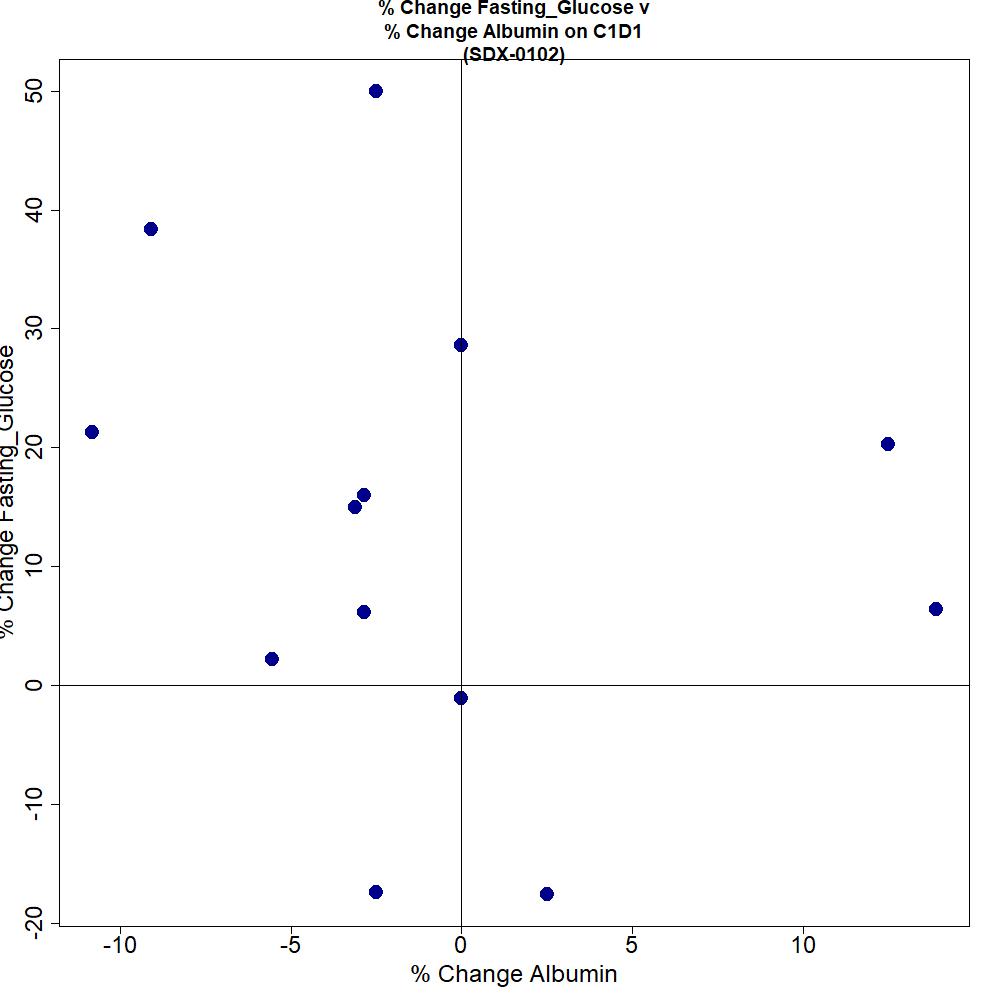 % Change Fasting_Glucose v
% Change Albumin on C1D1
(SDX-0102)
% Change Fasting_Glucose
50
40
30
20
10
0
-10
-20
-10
-5
0
5
10
% Change Albumin